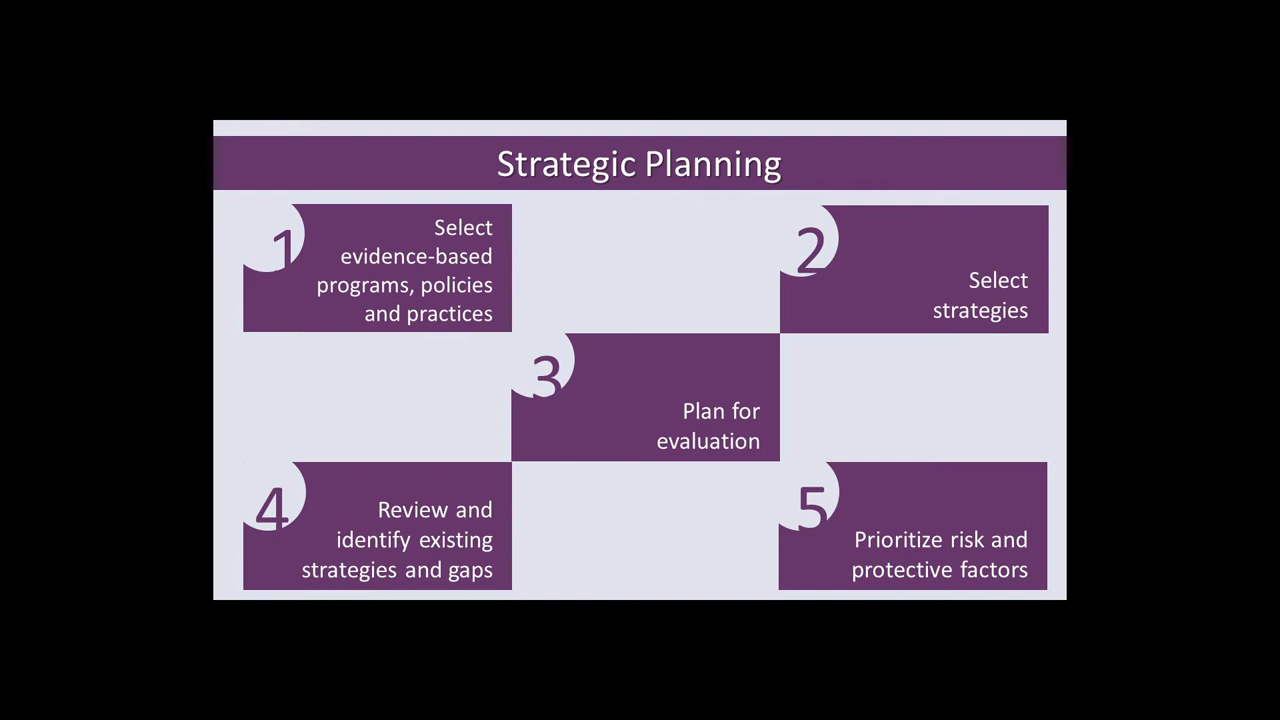 Strategic Planning
1
Select
evidence-based
programs, policies
and practices
2
Select
strategies
3
Plan for
evaluation
4
Review and
identify existing
strategies and gaps
5
Prioritize risk and
protective factors